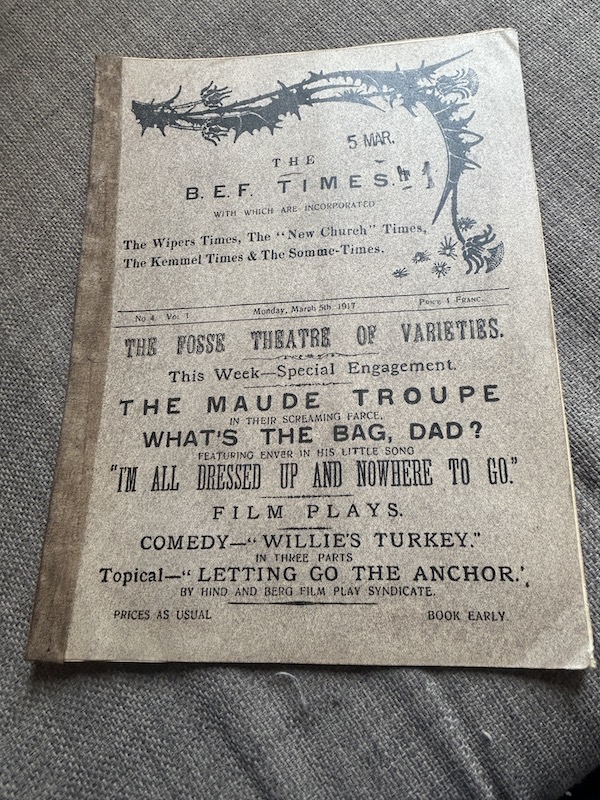 5 MAR.
THE
B.E.F. TIMES.
WITH WHICH ARE INCORPORATED
The Wipers Times, The "New Church" Times,
The Kemmel Times & The Somme-Times.
No 4. Vol 1. Monday, March 5th, 1917. PRICE 1 FRANC.
THE FOSSE THEATRE OF VARIETIES.
This Week—Special Engagement.
THE MAUDE TROUPE
IN THEIR SCREAMING FARCE,
WHAT'S THE BAG, DAD?
FEATURING ENVER IN HIS LITTLE SONG
"I'M ALL DRESSED UP AND NOWHERE TO GO."
FILM PLAYS.
COMEDY—"WILLIE'S TURKEY."
IN THREE PARTS
Topical—"LETTING GO THE ANCHOR.'
BY HIND AND BERG FILM PLAY SYNDICATE.
PRICES AS USUAL BOOK EARLY.